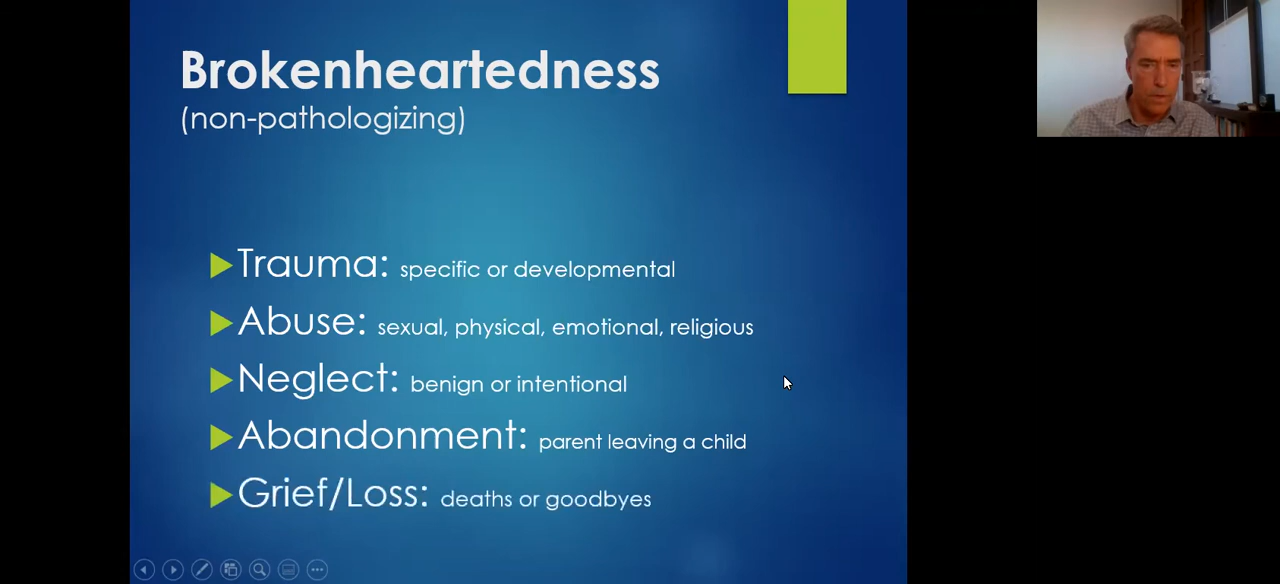 Brokenheartedness
(non-pathologizing)
Trauma: specific or developmental
Abuse: sexual, physical, emotional, religious
Neglect: benign or intentional
Abandonment: parent leaving a child
Grief/Loss: deaths or goodbyes